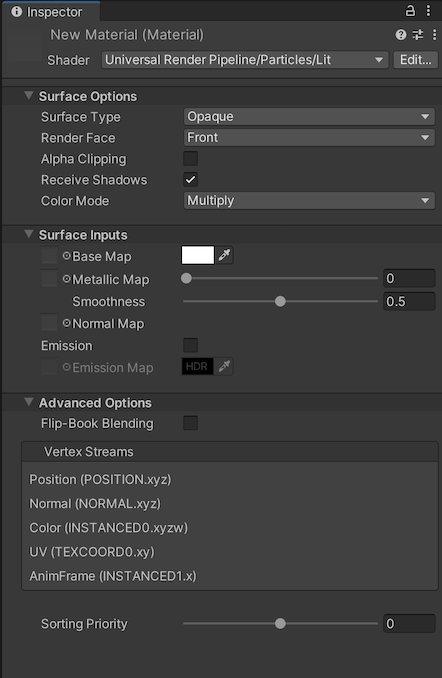 Inspector
New Material (Material)
Shader Universal Render Pipeline/Particles/Lit Edit...
Surface Options
Surface Type Opaque
Render Face Front
Alpha Clipping
Receive Shadows
Color Mode Multiply
Surface Inputs
Base Map
Metallic Map 0
Smoothness 0.5
Normal Map
Emission
Emission Map HDR
Advanced Options
Flip-Book Blending
Vertex Streams
Position (POSITION.xyz)
Normal (NORMAL.xyz)
Color (INSTANCED0.xyzw)
UV (TEXCOORD0.xy)
AnimFrame (INSTANCED1.x)
Sorting Priority 0